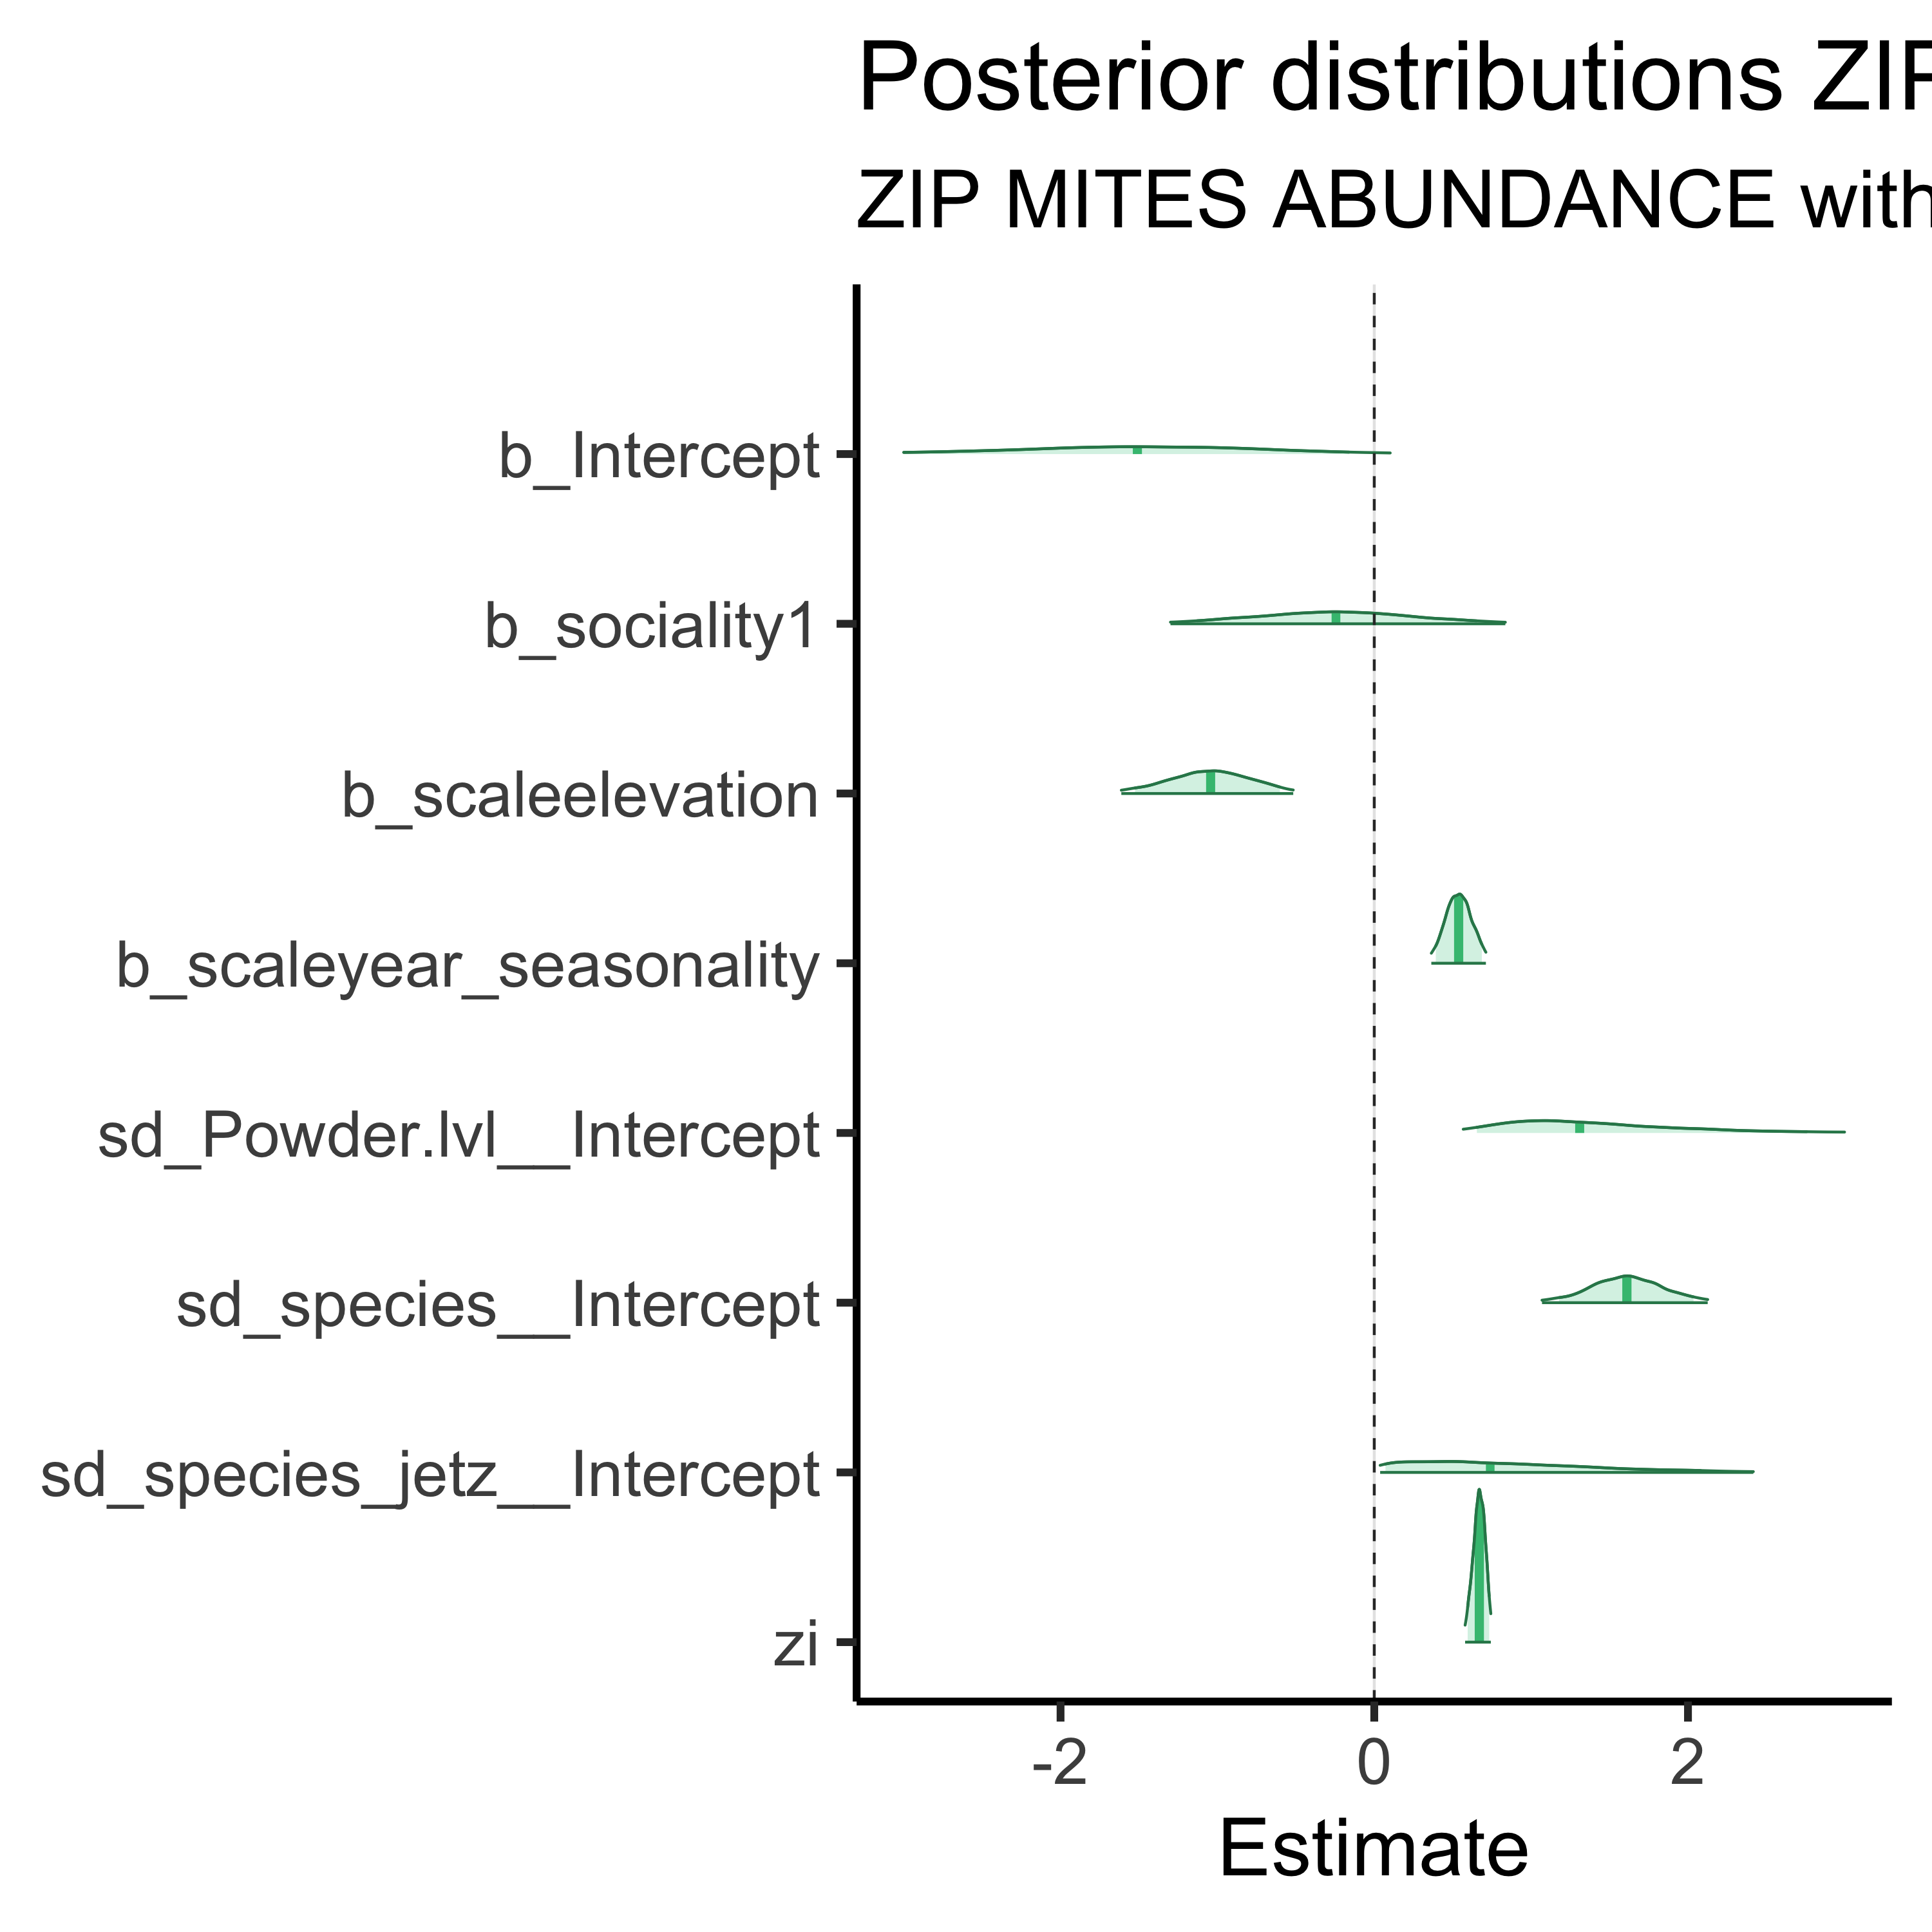 Posterior distributions ZIP
ZIP MITES ABUNDANCE with
b_Intercept
b_sociality1
b_scaleelevation
b_scaleyear_seasonality
sd_Powder.lvl__Intercept
sd_species__Intercept
sd_species_jetz__Intercept
zi
-2 0 2
Estimate